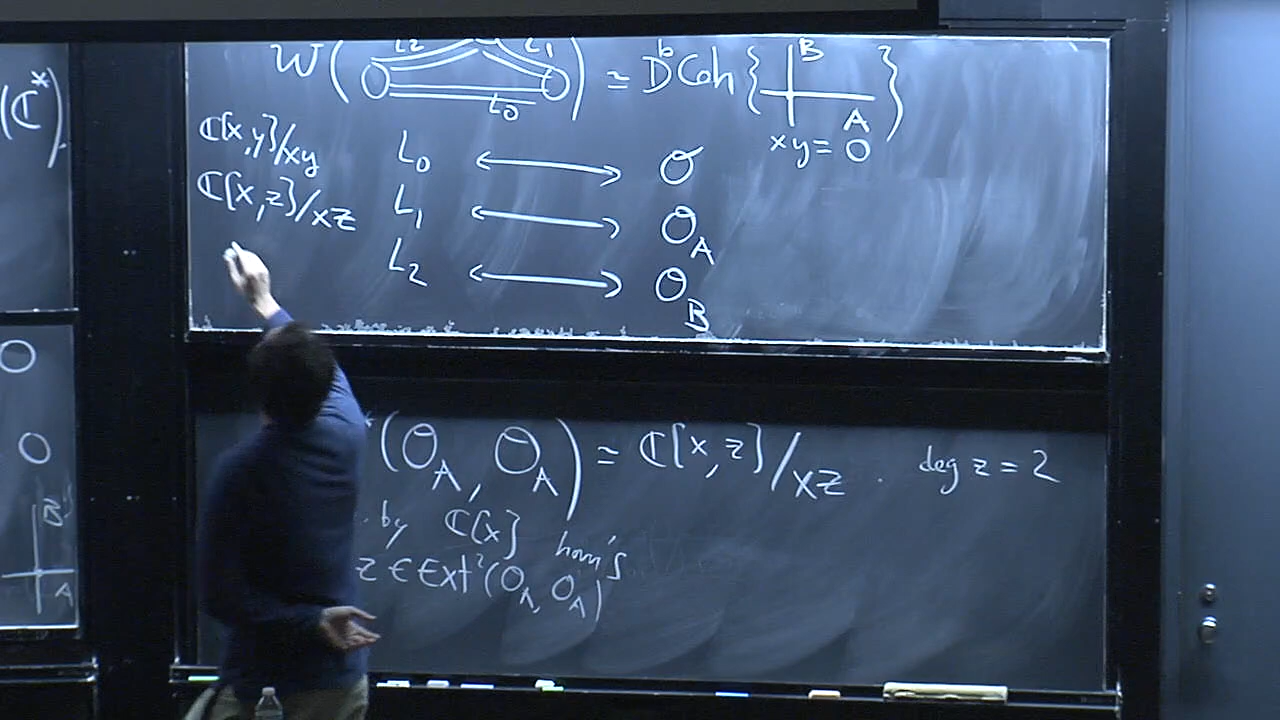 (ℂ*).
W( L2 L1 L0 ) ≃ DᵇCoh { B A }
xy = 0
ℂ[x,y]/xy L0 ⟷ O
ℂ[x,z]/xz L1 ⟷ O_A
L2 ⟷ O_B
O
O
B y
A
*(O_A, O_A) ≃ ℂ[x,z]/xz . deg z = 2
. by ℂ[x] hom's
z ∈ Ext²(O_A, O_A)